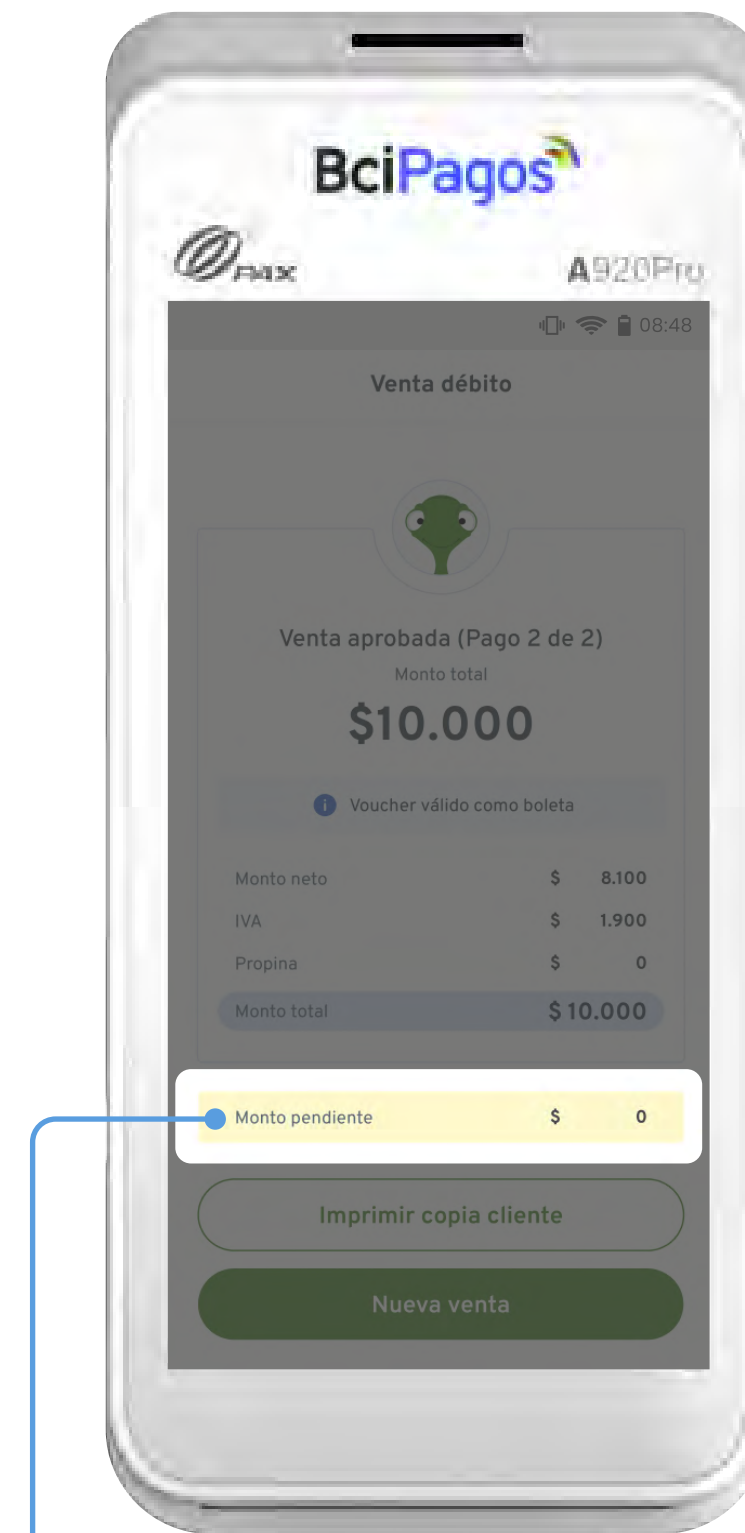 BciPagos
PAX
A920Pro
08:48
Venta débito
Venta aprobada (Pago 2 de 2)
Monto total
$10.000
i Voucher válido como boleta
Monto neto $ 8.100
IVA $ 1.900
Propina $ 0
Monto total $10.000
Monto pendiente $ 0
Imprimir copia cliente
Nueva venta